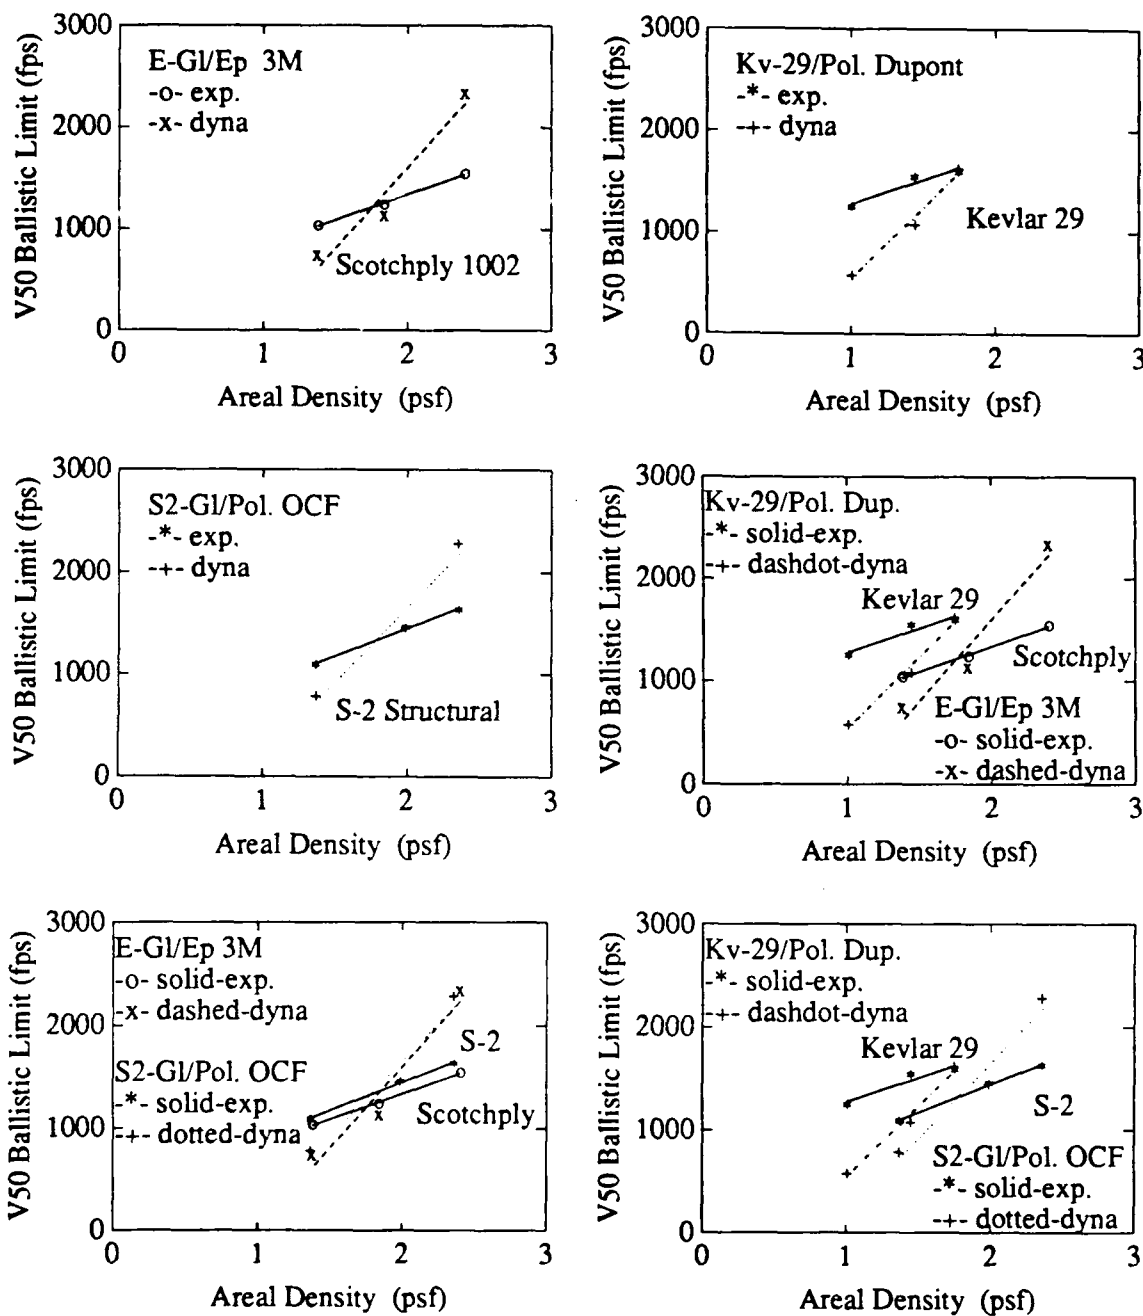 3000
2000
1000
0
V50 Ballistic Limit (fps)
E-Gl/Ep 3M
-o- exp.
-x- dyna
Scotchply 1002
0 1 2 3
Areal Density (psf)
3000
2000
1000
0
V50 Ballistic Limit (fps)
Kv-29/Pol. Dupont
-*- exp.
-+- dyna
Kevlar 29
0 1 2 3
Areal Density (psf)
3000
2000
1000
0
V50 Ballistic Limit (fps)
S2-Gl/Pol. OCF
-*- exp.
-+- dyna
S-2 Structural
0 1 2 3
Areal Density (psf)
3000
2000
1000
0
V50 Ballistic Limit (fps)
Kv-29/Pol. Dup.
-*- solid-exp.
-+- dashdot-dyna
Kevlar 29
Scotchply
E-Gl/Ep 3M
-o- solid-exp.
-x- dashed-dyna
0 1 2 3
Areal Density (psf)
3000
2000
1000
0
V50 Ballistic Limit (fps)
E-Gl/Ep 3M
-o- solid-exp.
-x- dashed-dyna
S-2
S2-Gl/Pol. OCF
-*- solid-exp.
-+- dotted-dyna
Scotchply
0 1 2 3
Areal Density (psf)
3000
2000
1000
0
V50 Ballistic Limit (fps)
Kv-29/Pol. Dup.
-*- solid-exp.
-+- dashdot-dyna
Kevlar 29
S-2
S2-Gl/Pol. OCF
-*- solid-exp.
-+- dotted-dyna
0 1 2 3
Areal Density (psf)